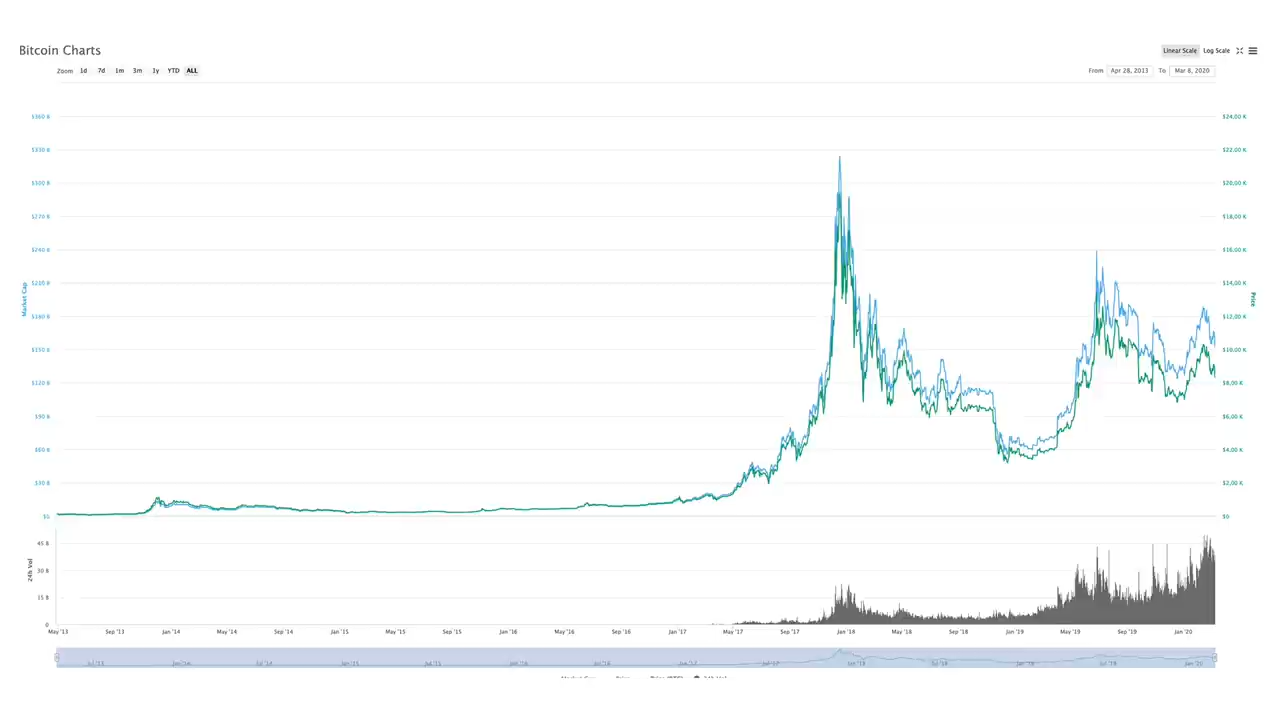 Bitcoin Charts
Linear Scale Log Scale
Zoom 1d 7d 1m 3m 1y YTD ALL
From Apr 28, 2013 To Mar 8, 2020
$360 B $24,00 K
$330 B $22,00 K
$300 B $20,00 K
$270 B $18,00 K
$240 B $16,00 K
$210 B $14,00 K
$180 B $12,00 K
$150 B $10,00 K
$120 B $8,00 K
$90 B $6,00 K
$60 B $4,00 K
$30 B $2,00 K
$0 $0
Market Cap
Price
45 B
30 B
15 B
0
24h Vol
May '13 Sep '13 Jan '14 May '14 Sep '14 Jan '15 May '15 Sep '15 Jan '16 May '16 Sep '16 Jan '17 May '17 Sep '17 Jan '18 May '18 Sep '18 Jan '19 May '19 Sep '19 Jan '20